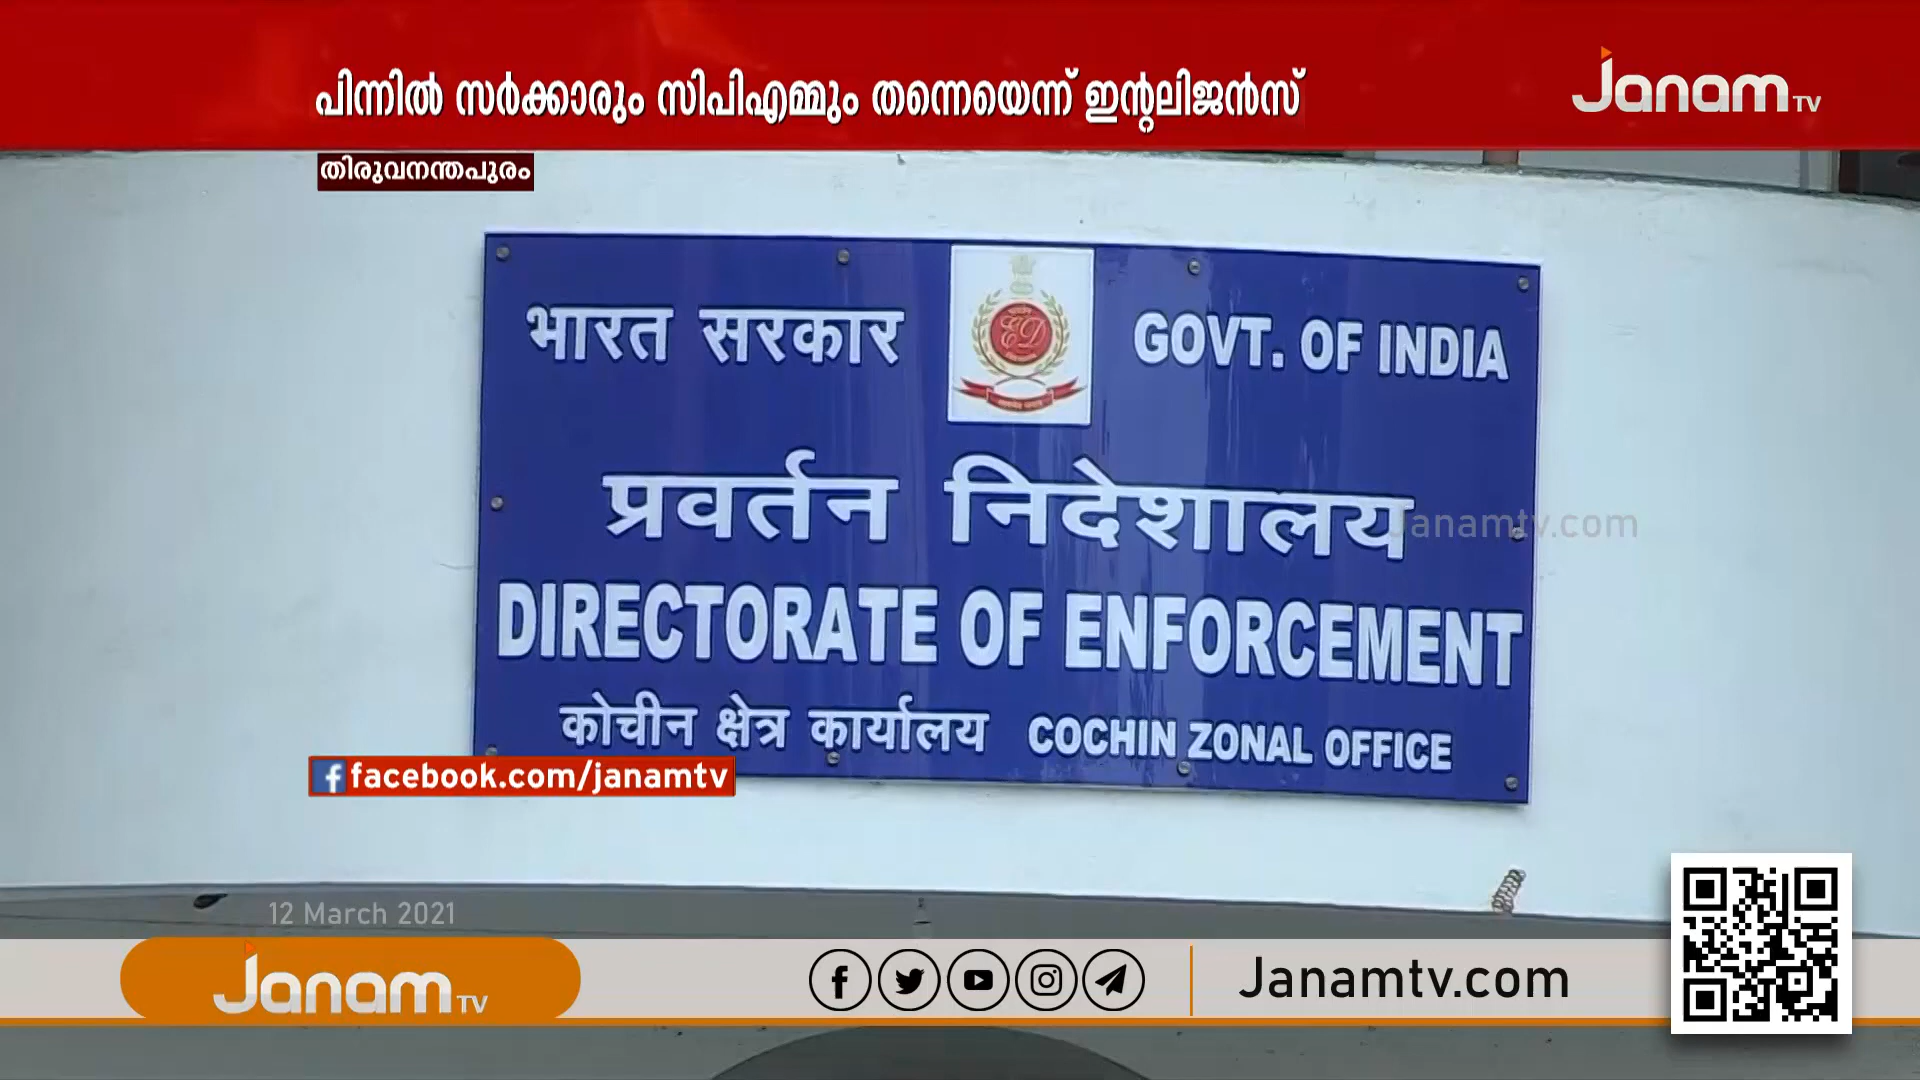 പിന്നിൽ സർക്കാരും സിപിഎമ്മും തന്നെയെന്ന് ഇന്റലിജൻസ്
Janam TV
തിരുവനന്തപുരം
भारत सरकार
ED
GOVT. OF INDIA
प्रवर्तन निदेशालय
Janamtv.com
DIRECTORATE OF ENFORCEMENT
कोचीन क्षेत्र कार्यालय COCHIN ZONAL OFFICE
facebook.com/janamtv
12 March 2021
Janam TV
Janamtv.com